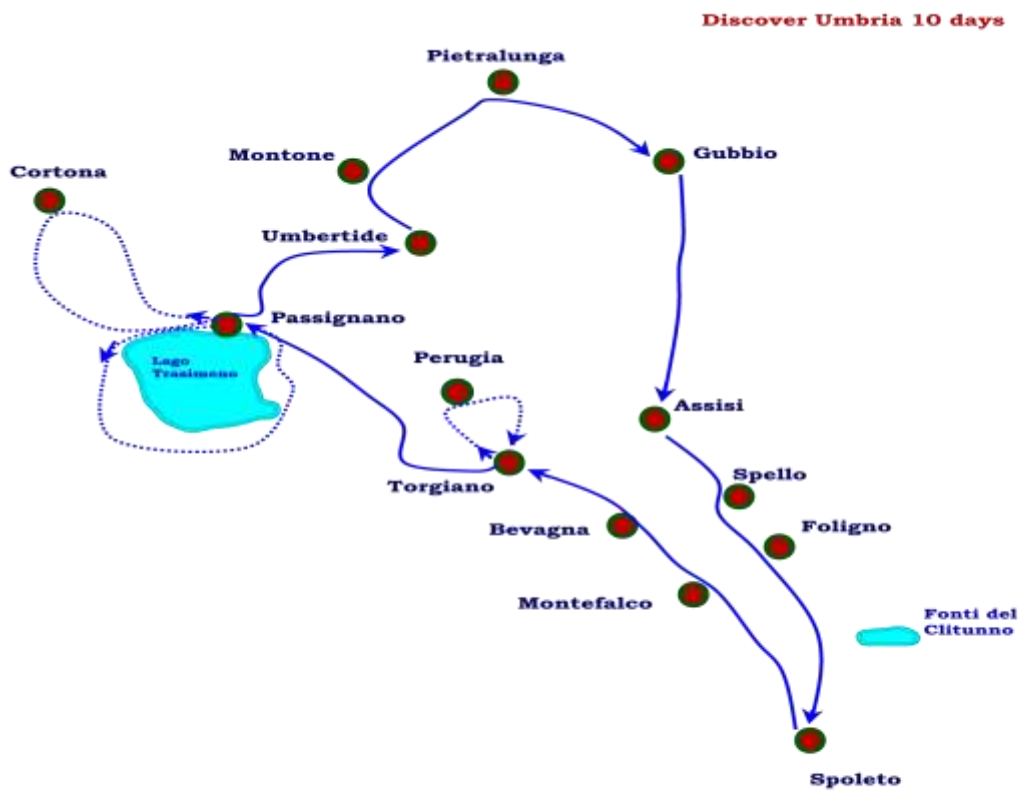 Discover Umbria 10 days
Pietralunga
Montone
Gubbio
Cortona
Umbertide
Passignano
Lago
Trasimeno
Perugia
Assisi
Torgiano
Spello
Bevagna
Foligno
Montefalco
Fonti del
Clitunno
Spoleto